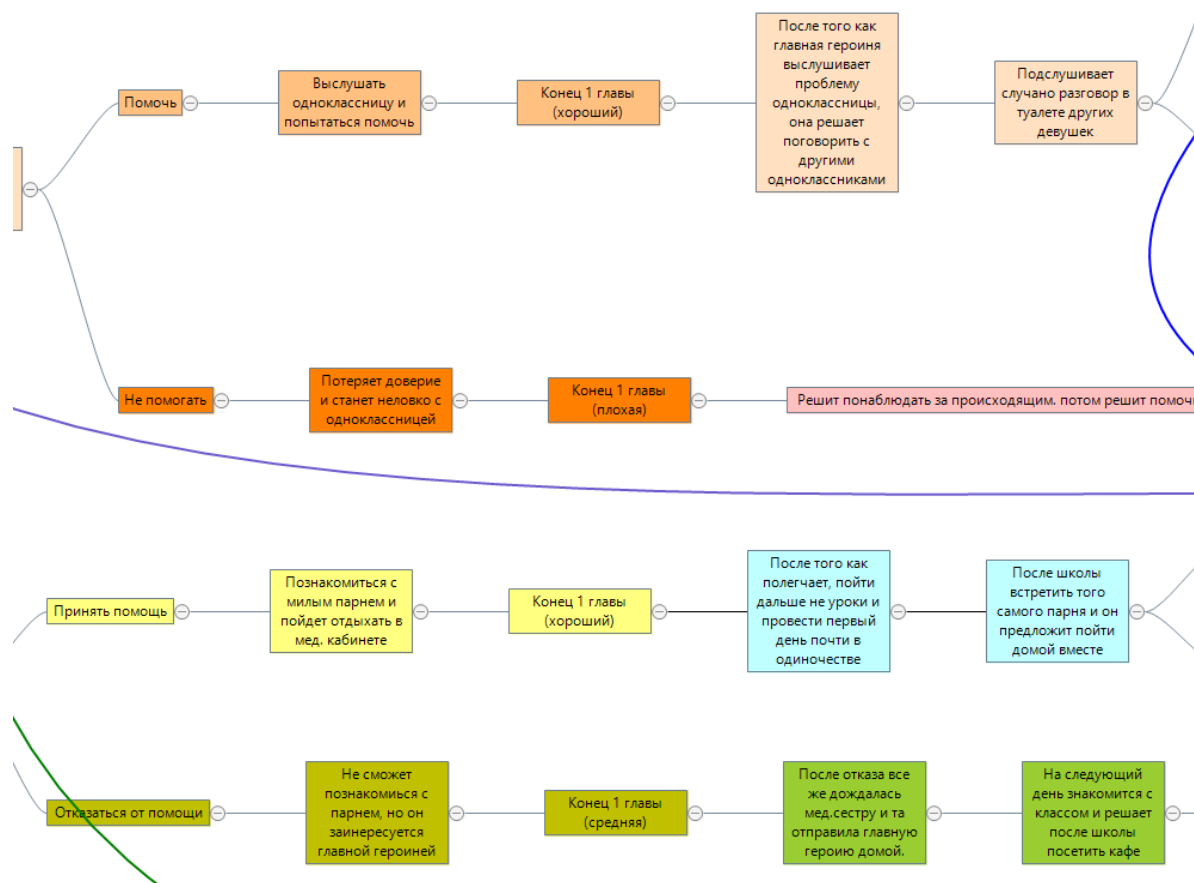 Помочь
Выслушать
одноклассницу и
попытаться помочь
Конец 1 главы
(хороший)
После того как
главная героиня
выслушивает
проблему
одноклассницы,
она решает
поговорить с
другими
одноклассниками
Подслушивает
случано разговор в
туалете других
девушек
Не помогать
Потеряет доверие
и станет неловко с
одноклассницей
Конец 1 главы
(плохая)
Решит понаблюдать за происходящим. потом решит помочь
Принять помощь
Познакомиться с
милым парнем и
пойдет отдыхать в
мед. кабинете
Конец 1 главы
(хороший)
После того как
полегчает, пойти
дальше не уроки и
провести первый
день почти в
одиночестве
После школы
встретить того
самого парня и он
предложит пойти
домой вместе
Отказаться от помощи
Не сможет
познакомиься с
парнем, но он
заинересуется
главной героиней
Конец 1 главы
(средняя)
После отказа все
же дождалась
мед.сестру и та
отправила главную
героию домой.
На следующий
день знакомится с
классом и решает
после школы
посетить кафе